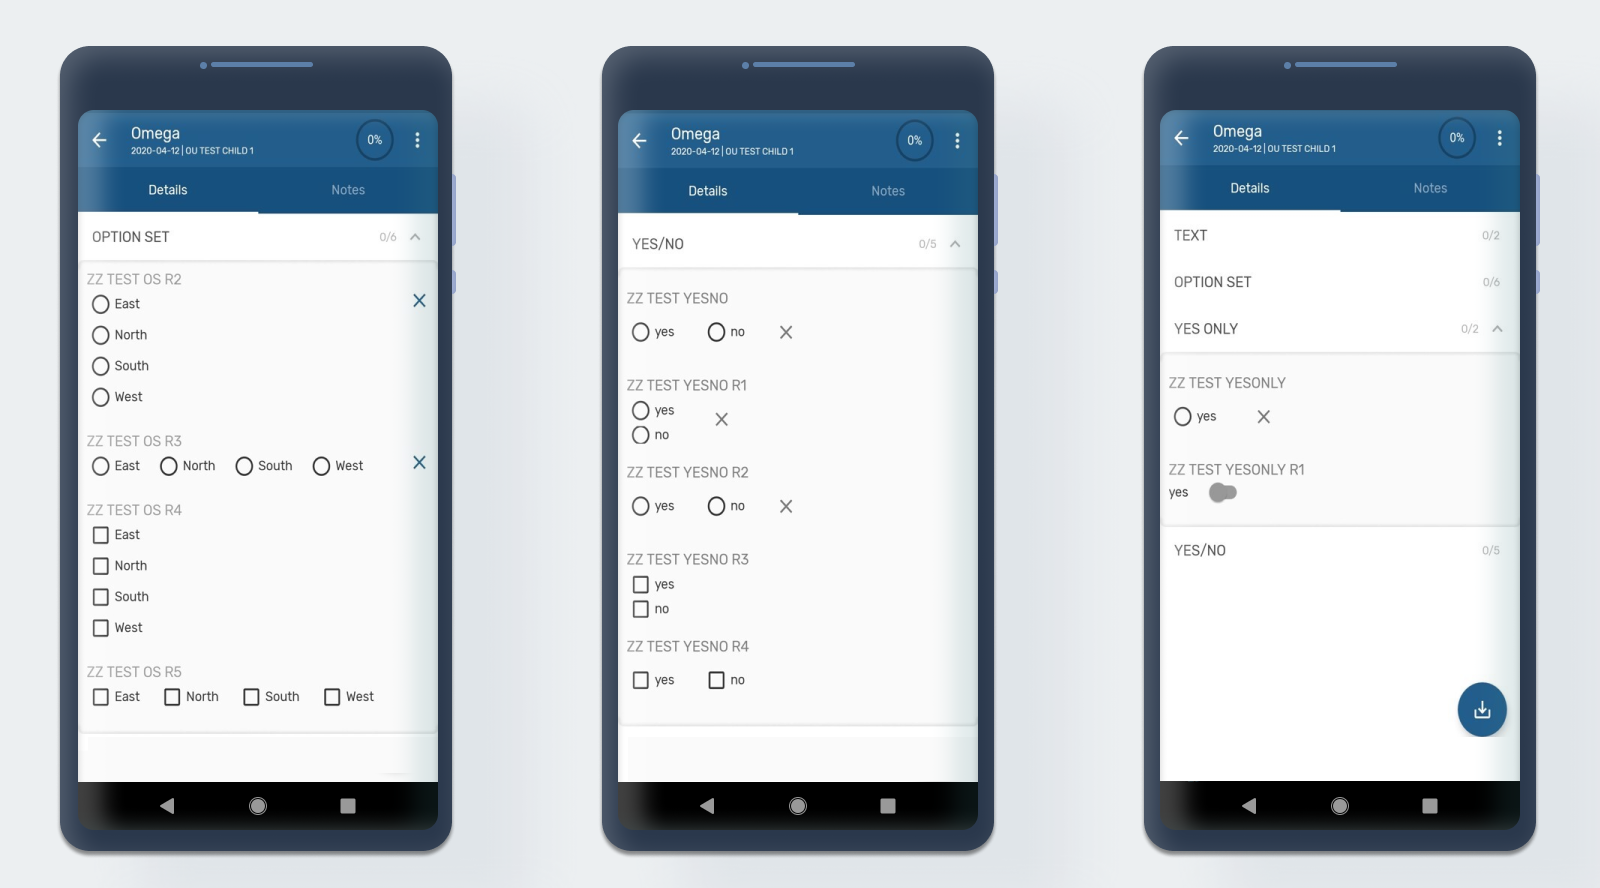 Omega
2020-04-12 | OU TEST CHILD 1
0%
Details
Notes
OPTION SET
0/6
ZZ TEST OS R2
East
North
South
West
ZZ TEST OS R3
East North South West
ZZ TEST OS R4
East
North
South
West
ZZ TEST OS R5
East North South West
Omega
2020-04-12 | OU TEST CHILD 1
0%
Details
Notes
YES/NO
0/5
ZZ TEST YESNO
yes no
ZZ TEST YESNO R1
yes
no
ZZ TEST YESNO R2
yes no
ZZ TEST YESNO R3
yes
no
ZZ TEST YESNO R4
yes no
Omega
2020-04-12 | OU TEST CHILD 1
0%
Details
Notes
TEXT
0/2
OPTION SET
0/6
YES ONLY
0/2
ZZ TEST YESONLY
yes
ZZ TEST YESONLY R1
yes
YES/NO
0/5